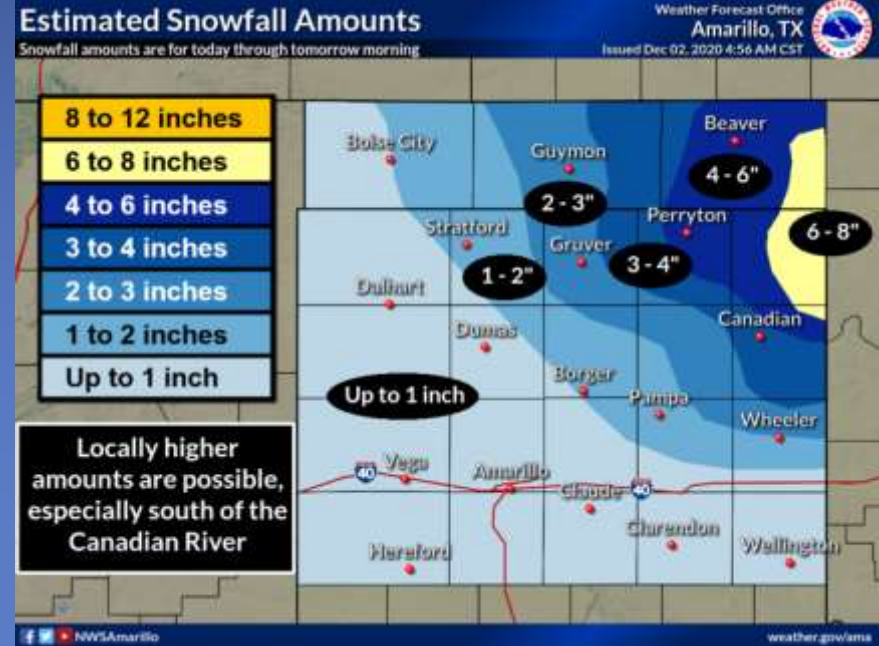 Estimated Snowfall Amounts
Snowfall amounts are for today through tomorrow morning
Weather Forecast Office
Amarillo, TX
Issued Dec 02, 2020 4:56 AM CST
8 to 12 inches
6 to 8 inches
4 to 6 inches
3 to 4 inches
2 to 3 inches
1 to 2 inches
Up to 1 inch
Locally higher
amounts are possible,
especially south of the
Canadian River
Boise City
Guymon
Beaver
4 - 6"
2 - 3"
Perryton
6 - 8"
Stratford
Gruver
3 - 4"
1 - 2"
Dalhart
Canadian
Dumas
Borger
Up to 1 inch
Pampa
Wheeler
40
Vega
Amarillo
Claude
40
Clarendon
Wellington
Hereford
NWSAmarillo
weather.gov/ama